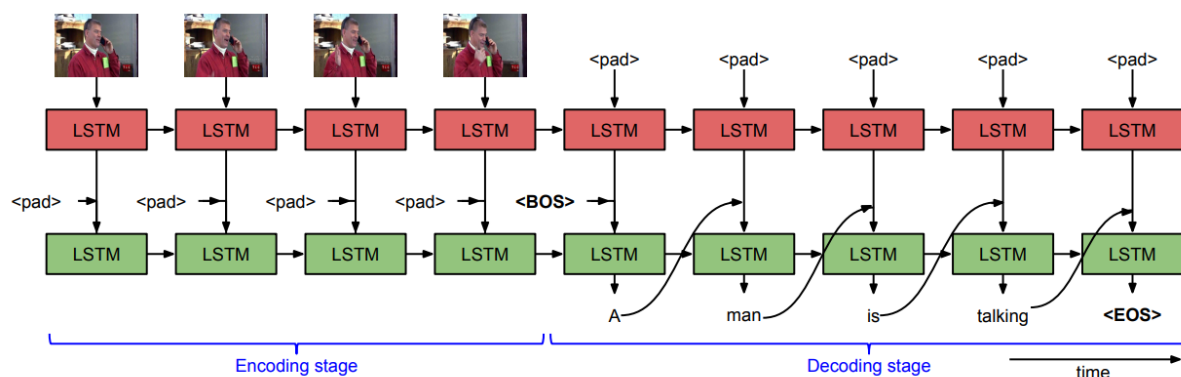 <pad> <pad> <pad> <pad> <pad>
LSTM LSTM LSTM LSTM LSTM LSTM LSTM LSTM LSTM
<pad> <pad> <pad> <pad> <BOS>
LSTM LSTM LSTM LSTM LSTM LSTM LSTM LSTM LSTM
A man is talking <EOS>
Encoding stage Decoding stage
time